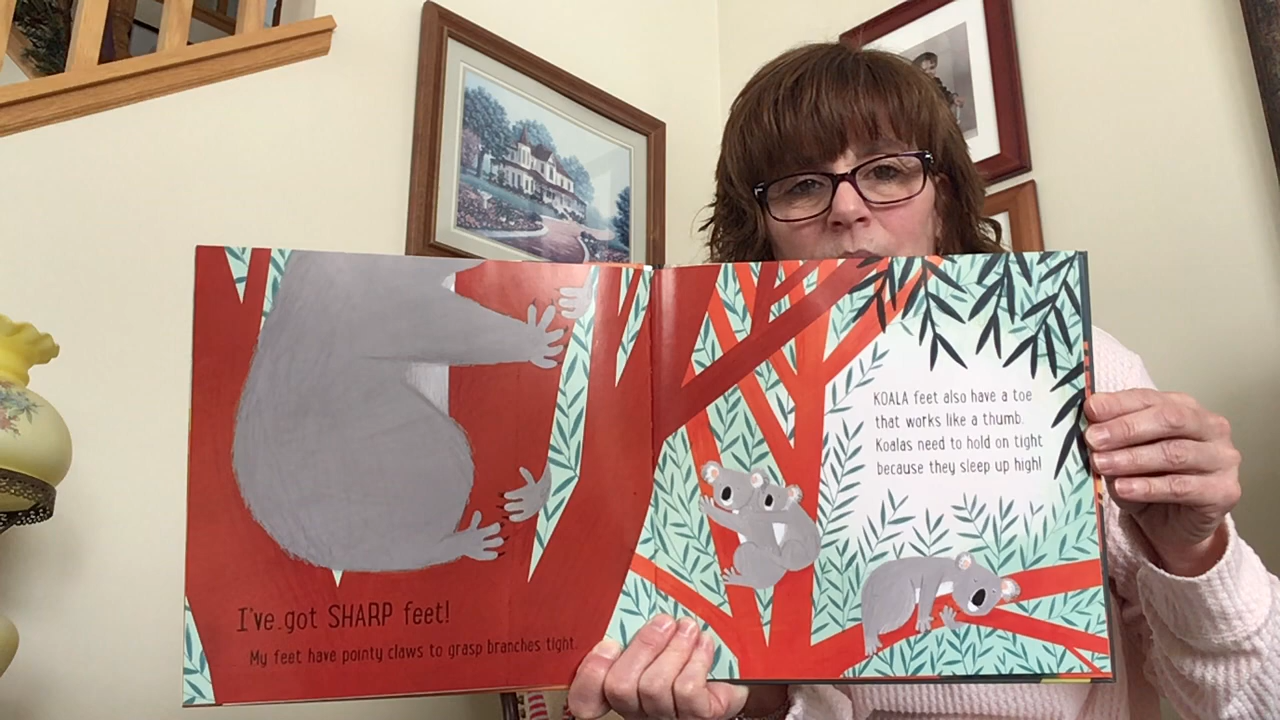 I've got SHARP feet!
My feet have pointy claws to grasp branches tight.
KOALA feet also have a toe
that works like a thumb.
Koalas need to hold on tight
because they sleep up high!